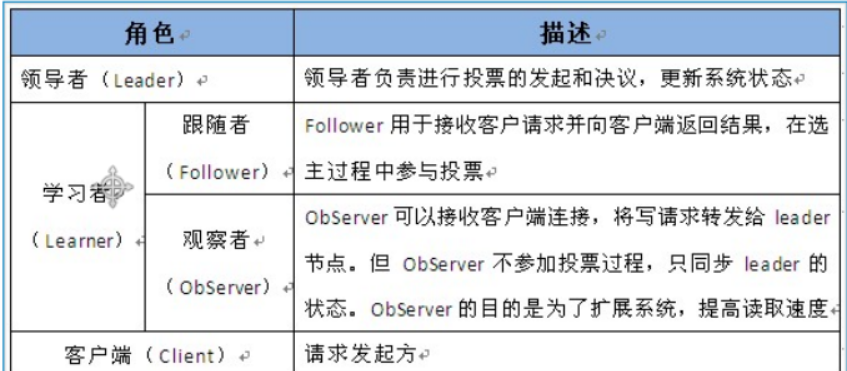 角色
描述
领导者（Leader）
领导者负责进行投票的发起和决议，更新系统状态
学习者
（Learner）
跟随者
（Follower）
Follower 用于接收客户请求并向客户端返回结果，在选
主过程中参与投票
观察者
（ObServer）
ObServer 可以接收客户端连接，将写请求转发给 leader
节点。但 ObServer 不参加投票过程，只同步 leader 的
状态。ObServer 的目的是为了扩展系统，提高读取速度
客户端（Client）
请求发起方